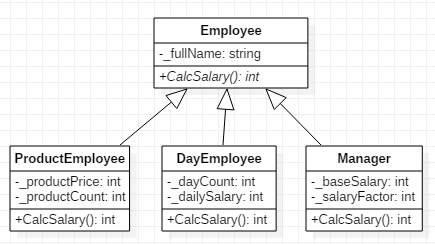 Employee
-_fullName: string
+CalcSalary(): int
ProductEmployee
-_productPrice: int
-_productCount: int
+CalcSalary(): int
DayEmployee
-_dayCount: int
-_dailySalary: int
+CalcSalary(): int
Manager
-_baseSalary: int
-_salaryFactor: int
+CalcSalary(): int